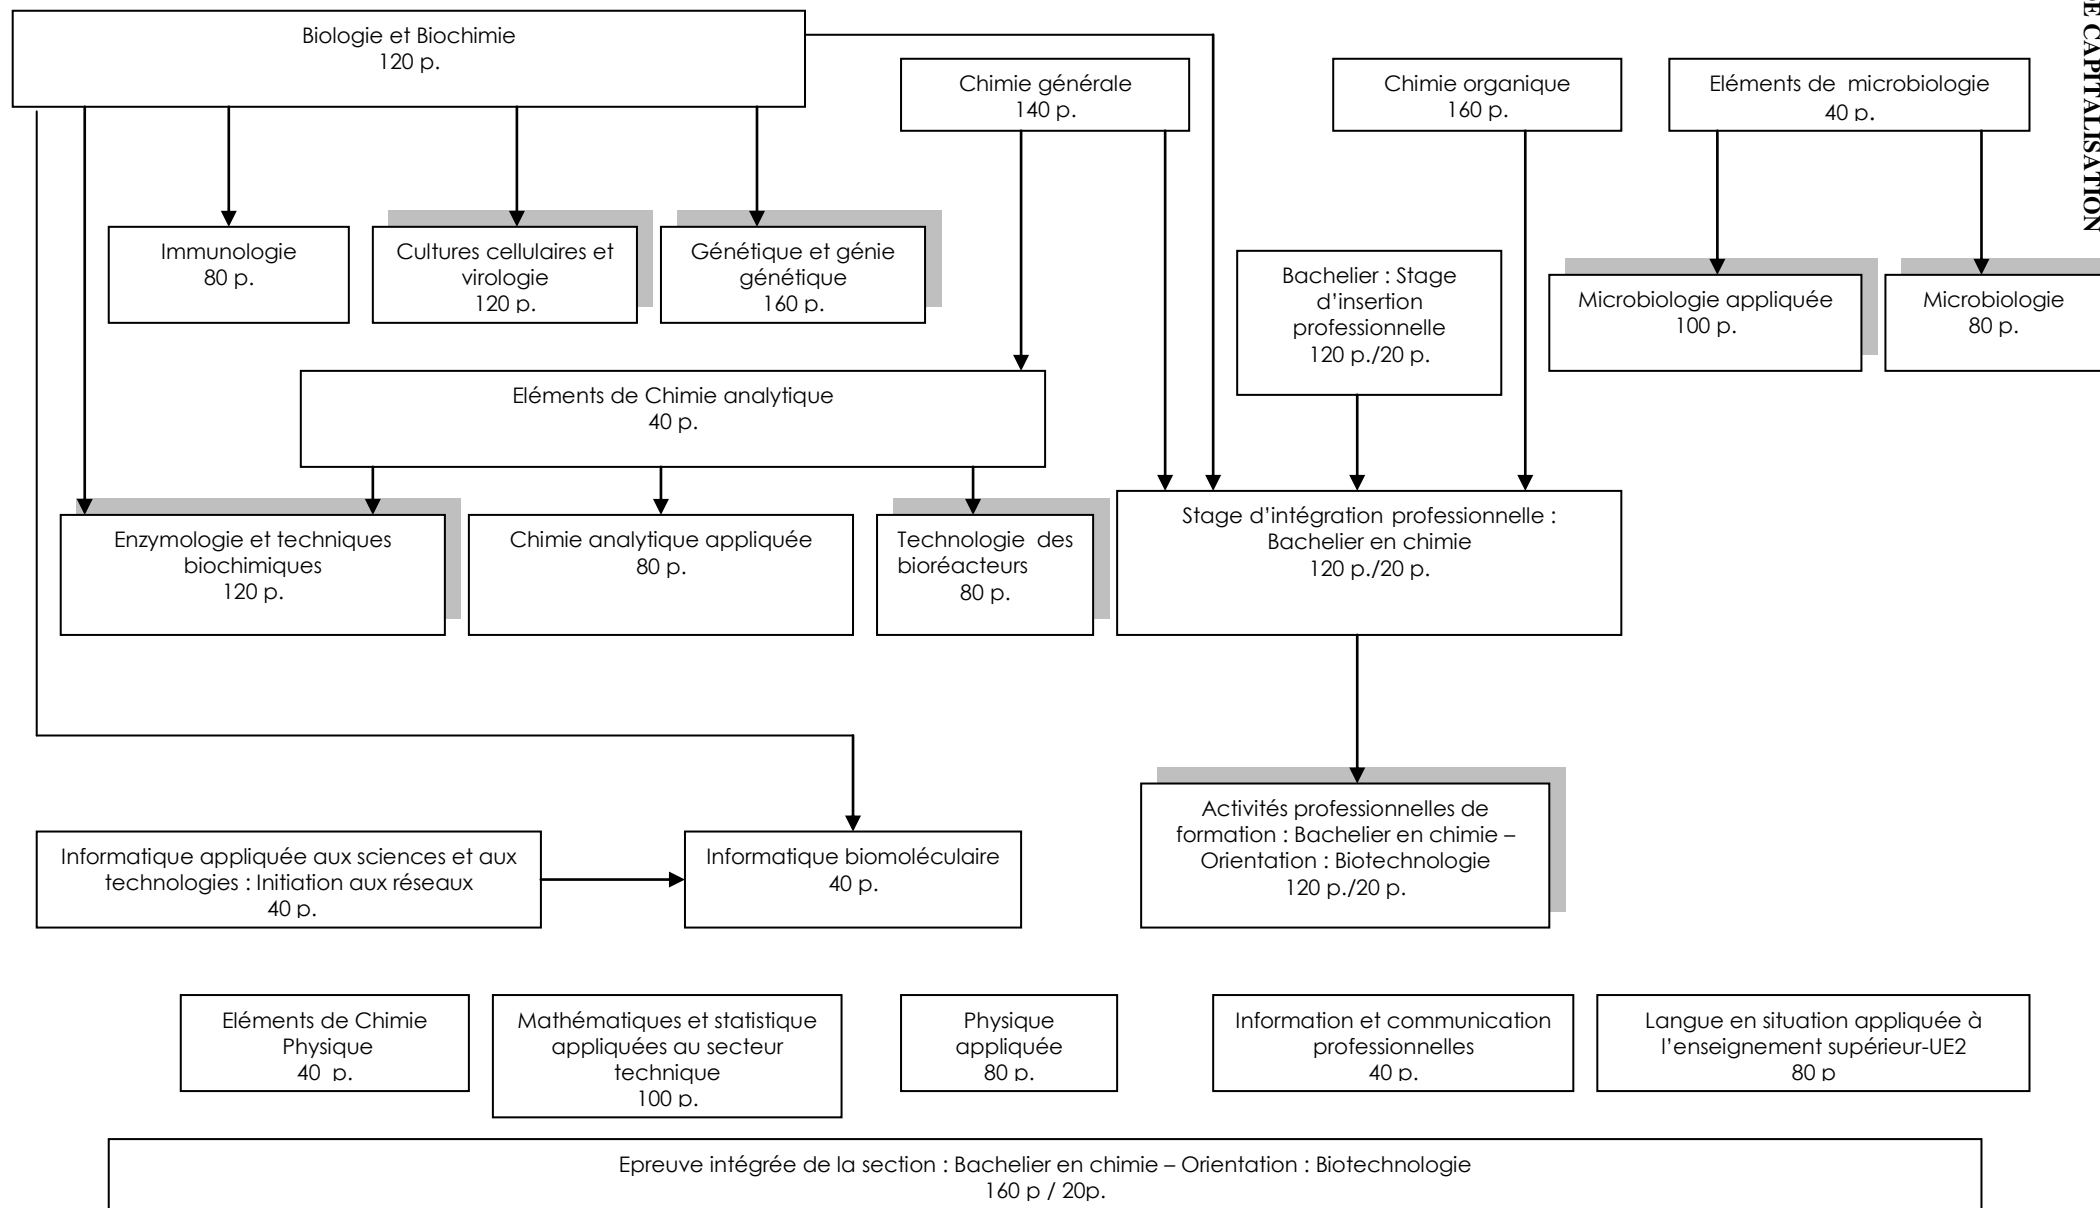 Biologie et Biochimie
120 p.
Chimie générale
140 p.
Chimie organique
160 p.
Eléments de microbiologie
40 p.
CAPITALISATION
Immunologie
80 p.
Cultures cellulaires et
virologie
120 p.
Génétique et génie
génétique
160 p.
Bachelier : Stage
d'insertion
professionnelle
120 p./20 p.
Microbiologie appliquée
100 p.
Microbiologie
80 p.
Eléments de Chimie analytique
40 p.
Enzymologie et techniques
biochimiques
120 p.
Chimie analytique appliquée
80 p.
Technologie des
bioréacteurs
80 p.
Stage d'intégration professionnelle :
Bachelier en chimie
120 p./20 p.
Activités professionnelles de
formation : Bachelier en chimie –
Orientation : Biotechnologie
120 p./20 p.
Informatique appliquée aux sciences et aux
technologies : Initiation aux réseaux
40 p.
Informatique biomoléculaire
40 p.
Eléments de Chimie
Physique
40 p.
Mathématiques et statistique
appliquées au secteur
technique
100 p.
Physique
appliquée
80 p.
Information et communication
professionnelles
40 p.
Langue en situation appliquée à
l'enseignement supérieur-UE2
80 p
Epreuve intégrée de la section : Bachelier en chimie – Orientation : Biotechnologie
160 p / 20p.